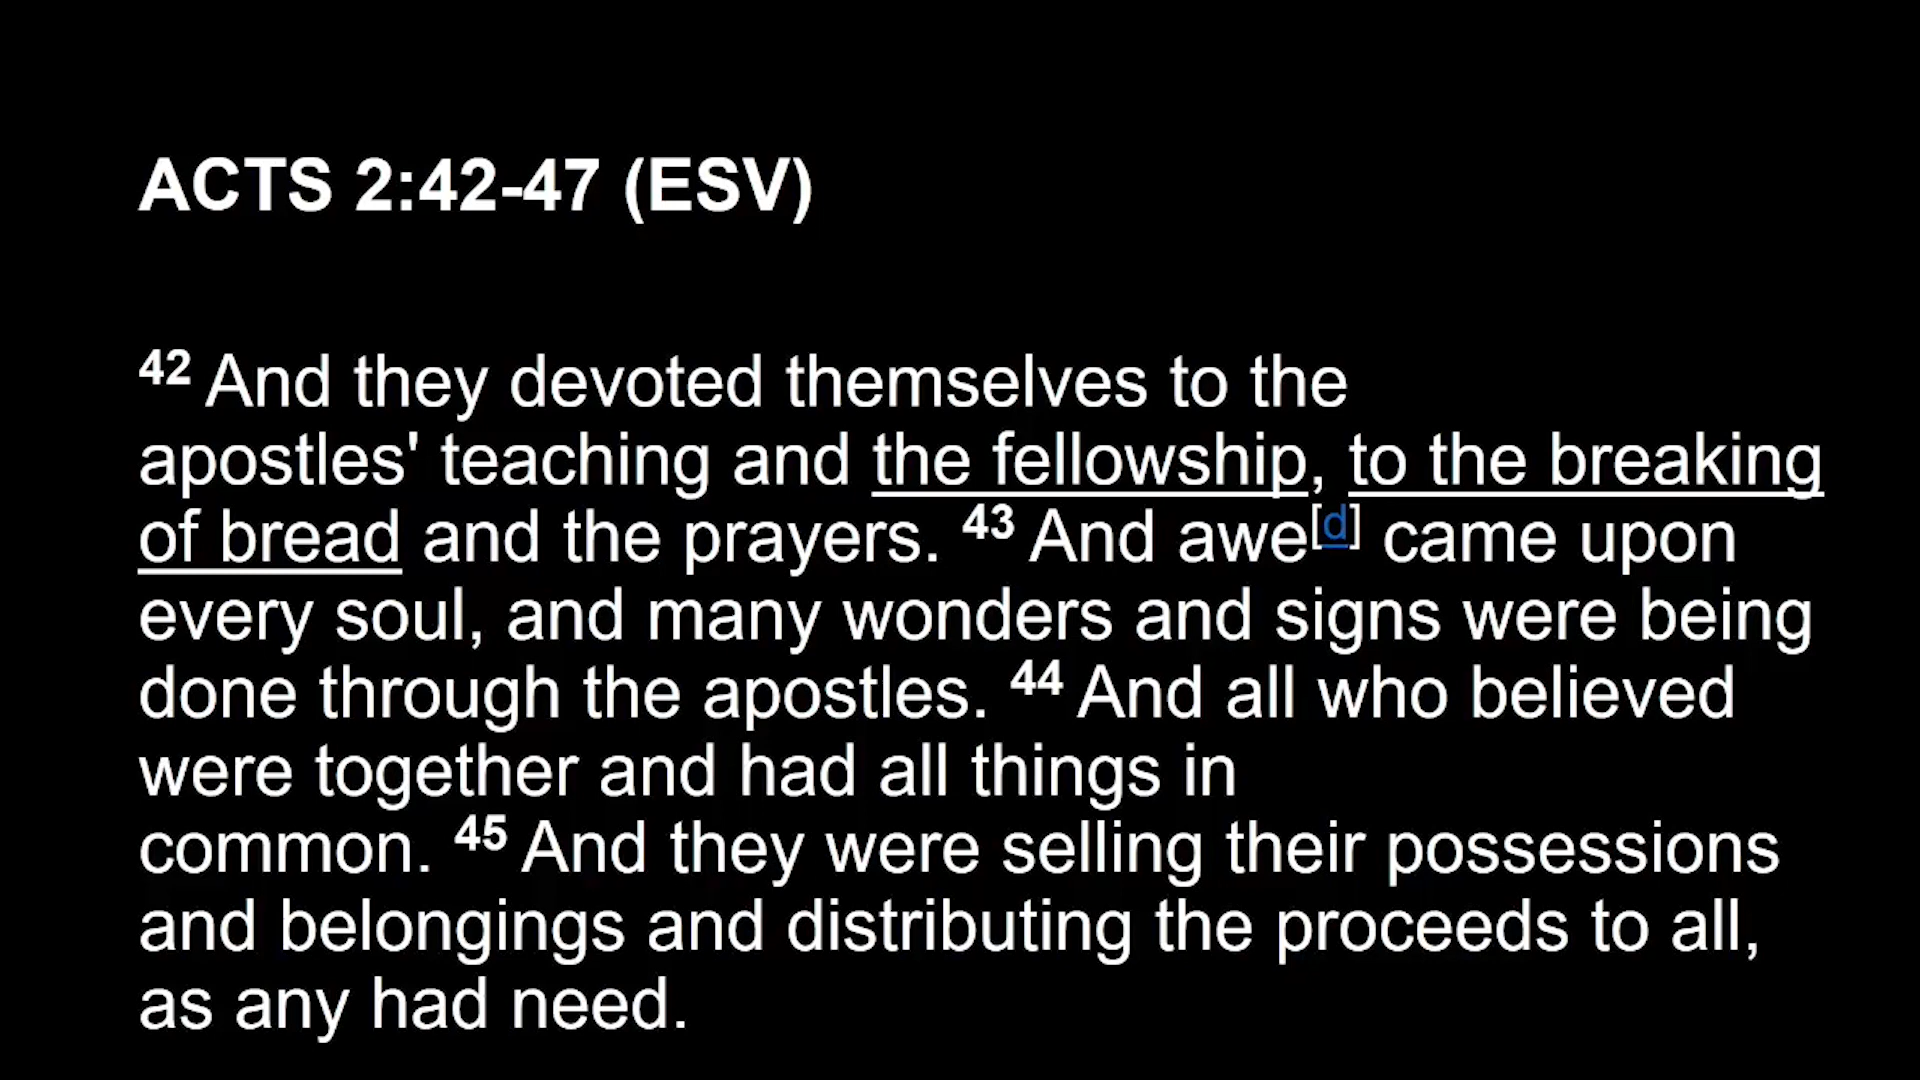 ACTS 2:42-47 (ESV)
42 And they devoted themselves to the
apostles' teaching and the fellowship, to the breaking
of bread and the prayers. 43 And awe[d] came upon
every soul, and many wonders and signs were being
done through the apostles. 44 And all who believed
were together and had all things in
common. 45 And they were selling their possessions
and belongings and distributing the proceeds to all,
as any had need.